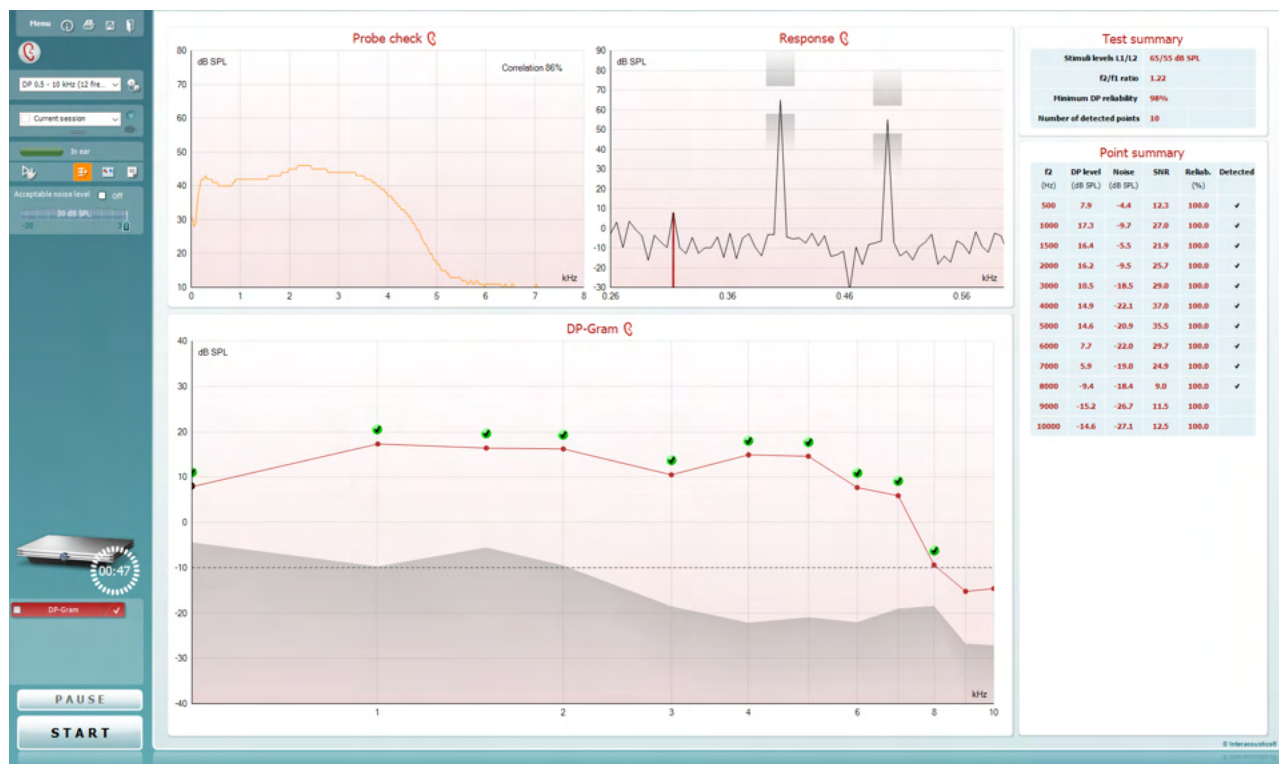 Menu
DP 0.5 - 10 kHz (12 fre...
Current session
In ear
Acceptable noise level Off
30 dB SPL
-30
00:47
DP-Gram
PAUSE
START
Probe check
80
70
60
50
40
30
20
10
dB SPL
Correlation 86%
kHz
0 1 2 3 4 5 6 7 8
Response
90
80
70
60
50
40
30
20
10
0
-10
-20
-30
dB SPL
kHz
0.26 0.36 0.46 0.56
DP-Gram
40
30
20
10
0
-10
-20
-30
-40
dB SPL
kHz
1 2 3 4 6 8 10
Test summary
Stimuli levels L1/L2 65/55 dB SPL
f2/f1 ratio 1.22
Minimum DP reliability 98%
Number of detected points 10
Point summary
f2 DP level Noise SNR Reliab. Detected
(Hz) (dB SPL) (dB SPL) (%)
500 7.9 -4.4 12.3 100.0 ✔
1000 17.3 -9.7 27.0 100.0 ✔
1500 16.4 -5.5 21.9 100.0 ✔
2000 16.2 -9.5 25.7 100.0 ✔
3000 10.5 -18.5 29.0 100.0 ✔
4000 14.9 -22.1 37.0 100.0 ✔
5000 14.6 -20.9 35.5 100.0 ✔
6000 7.7 -22.0 29.7 100.0 ✔
7000 5.9 -19.0 24.9 100.0 ✔
8000 -9.4 -18.4 9.0 100.0 ✔
9000 -15.2 -26.7 11.5 100.0
10000 -14.6 -27.1 12.5 100.0
© Interacoustics®